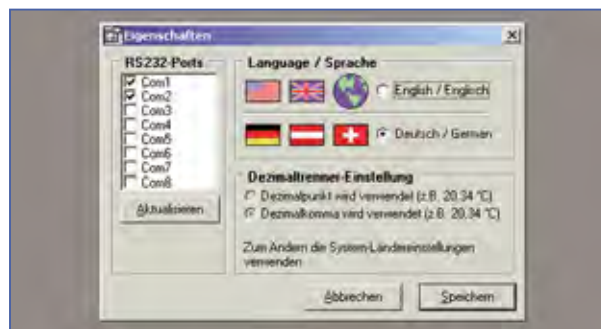 Eigenschaften
RS232-Ports
Com1
Com2
Com3
Com4
Com5
Com6
Com7
Com8
Aktualisieren
Language / Sprache
English / Englisch
Deutsch / German
Dezimaltrenner-Einstellung
Dezimalpunkt wird verwendet (z.B. 20.34 °C)
Dezimalkomma wird verwendet (z.B. 20,34 °C)
Zum Ändern die System-Ländereinstellungen
verwenden
Abbrechen
Speichern